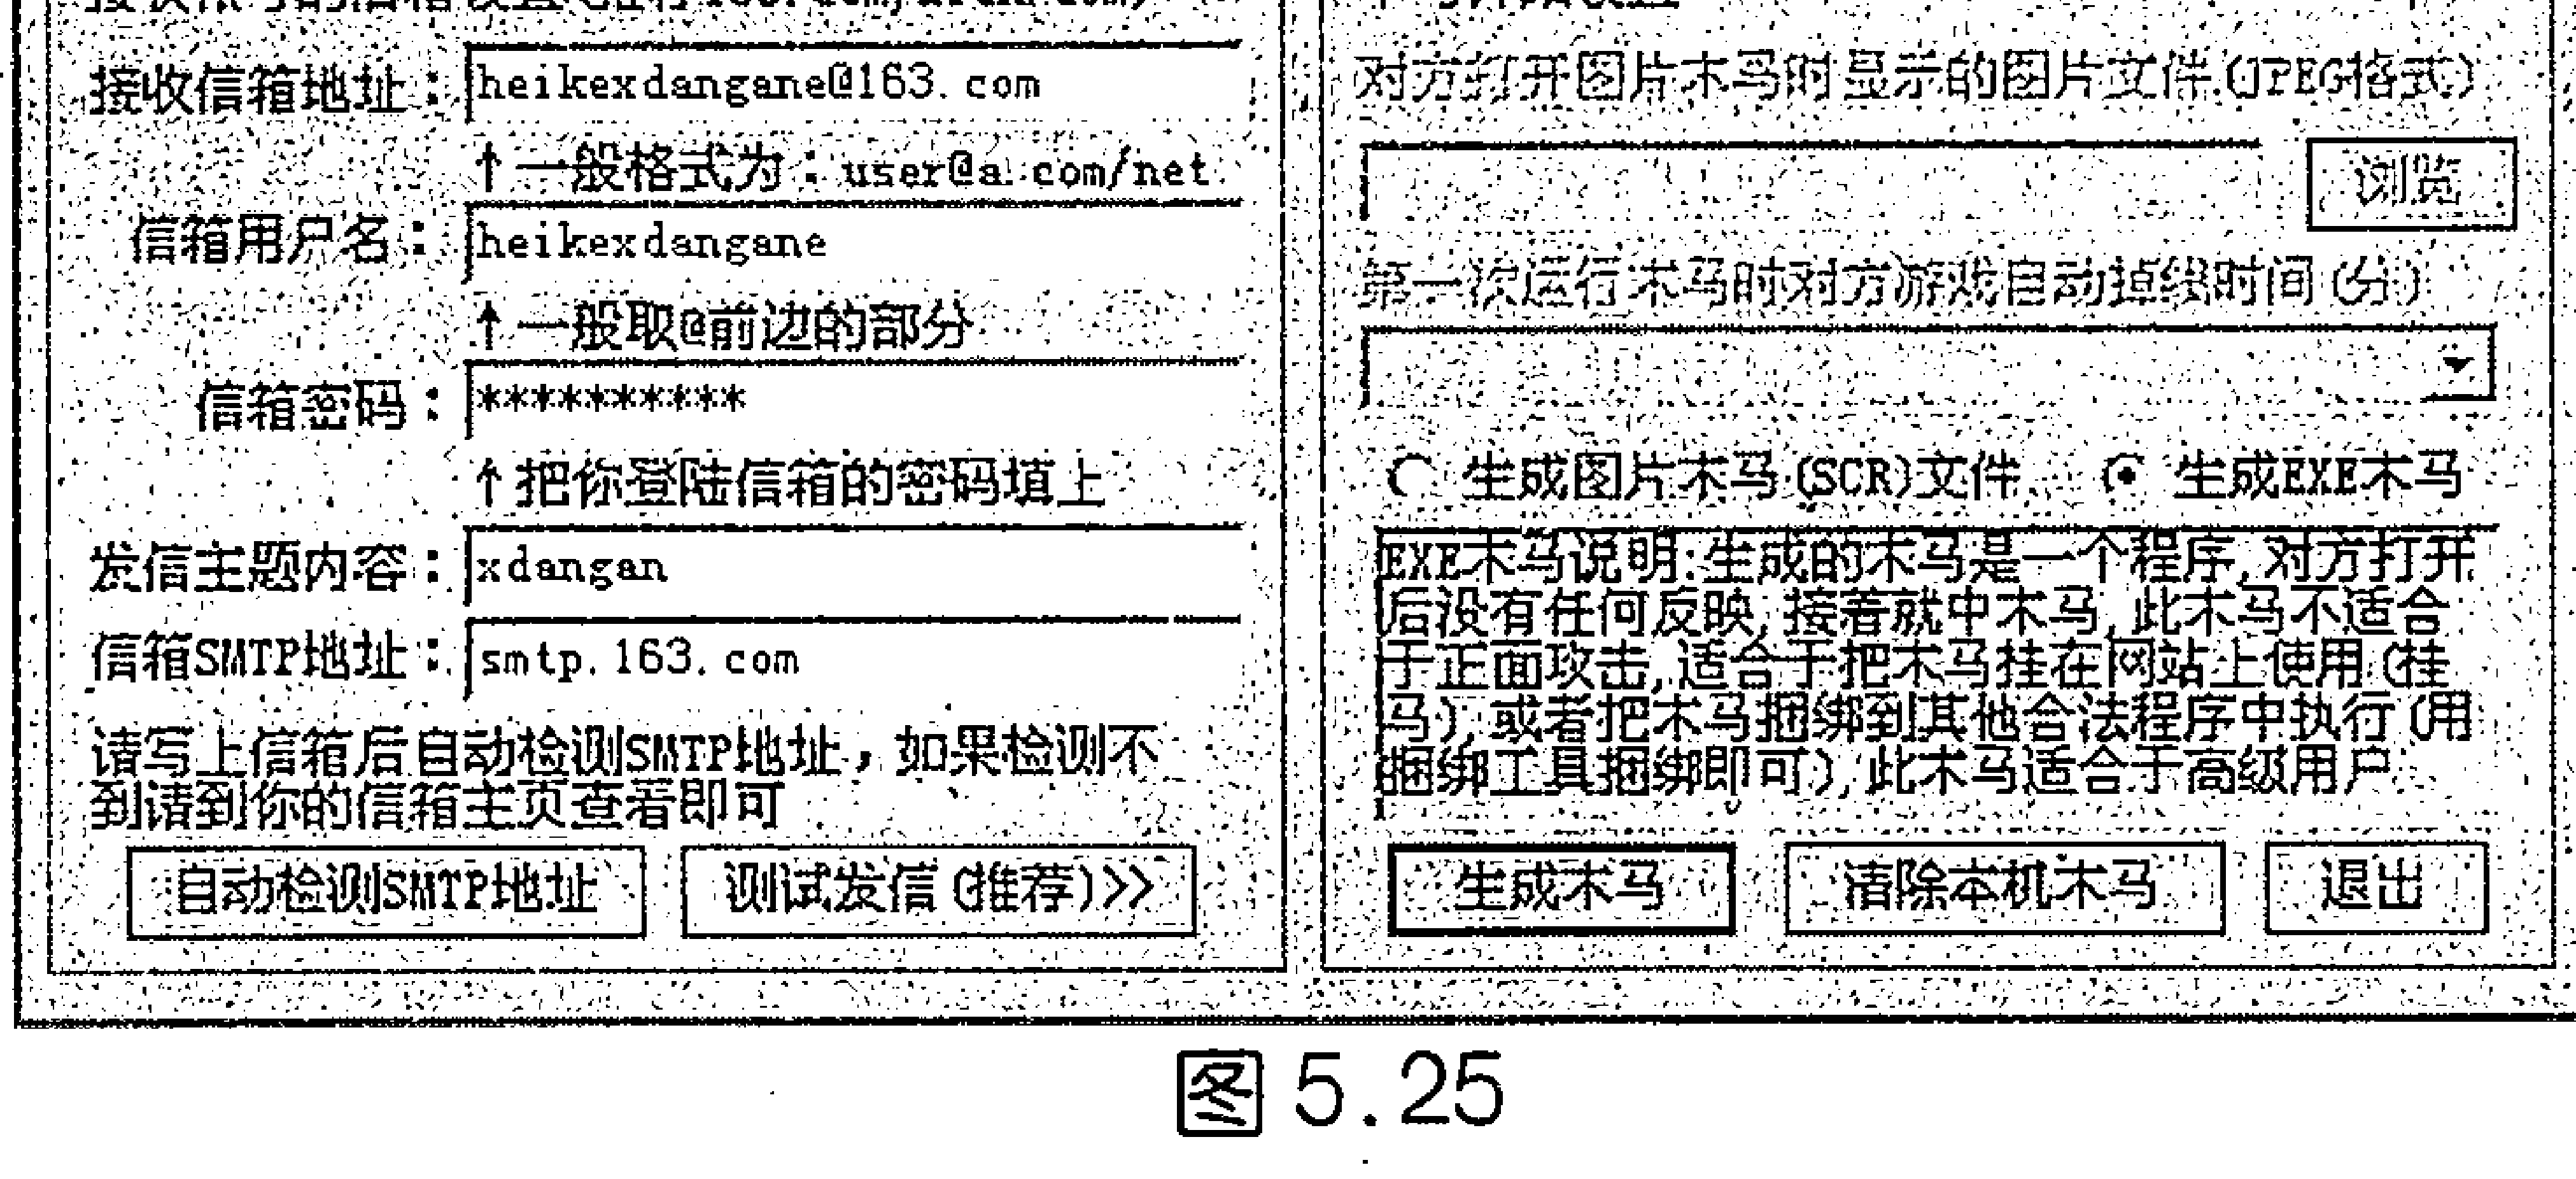 接收信箱地址：heikexdangane@163.com
↑一般格式为：user@a.com/net
信箱用户名：heikexdangane
↑一般取@前边的部分
信箱密码：**********
↑把你登陆信箱的密码填上
发信主题内容：xdangan
信箱SMTP地址：smtp.163.com
请写上信箱后自动检测SMTP地址，如果检测不
到请到你的信箱主页查看即可
自动检测SMTP地址
测试发信(推荐)>>
对方打开图片木马时显示的图片文件.(JPEG格式)
浏览
第一次运行木马时对方游戏自动掉线时间(分)
生成图片木马(SCR)文件 生成EXE木马
EXE木马说明:生成的木马是一个程序,对方打开
后没有任何反映,接着就中木马,此木马不适合
于正面攻击,适合于把木马挂在网站上使用(挂
马),或者把木马捆绑到其他合法程序中执行(用
捆绑工具捆绑即可),此木马适合于高级用户
生成木马
清除本机木马
退出
图 5.25